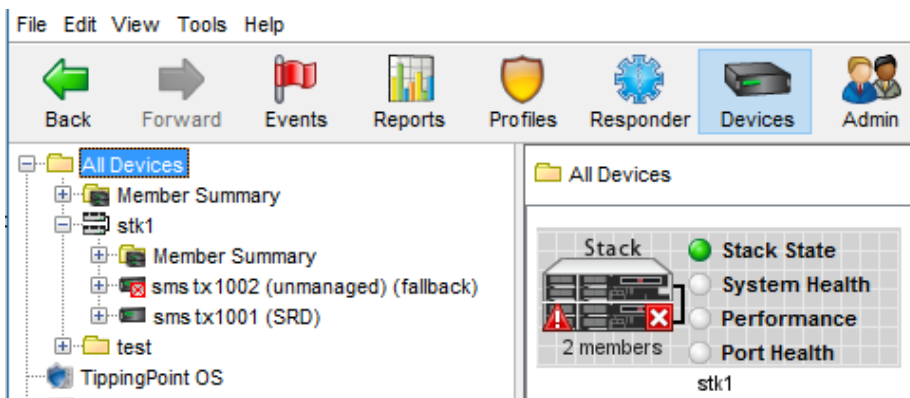 File Edit View Tools Help
Back Forward Events Reports Profiles Responder Devices Admin
All Devices
Member Summary
stk1
Member Summary
sms tx1002 (unmanaged) (fallback)
sms tx1001 (SRD)
test
TippingPoint OS
All Devices
Stack
2 members
Stack State
System Health
Performance
Port Health
stk1